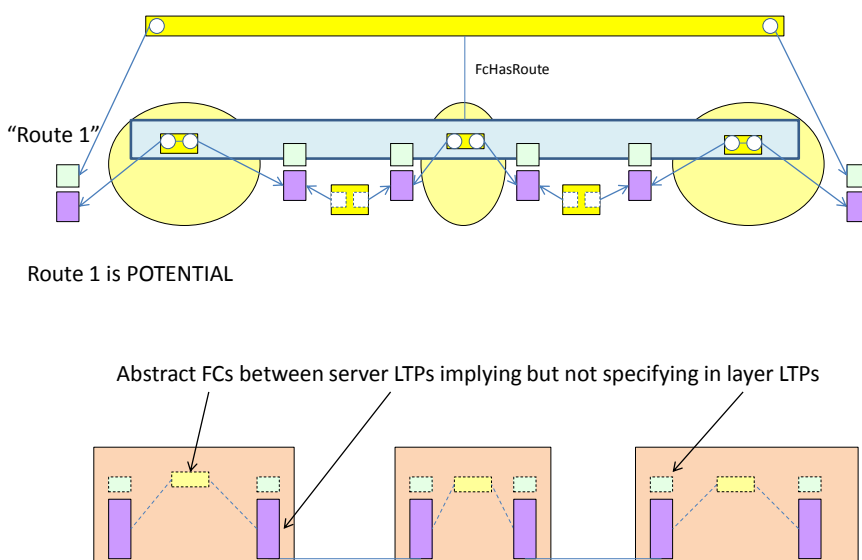 FcHasRoute
“Route 1”
Route 1 is POTENTIAL
Abstract FCs between server LTPs implying but not specifying in layer LTPs